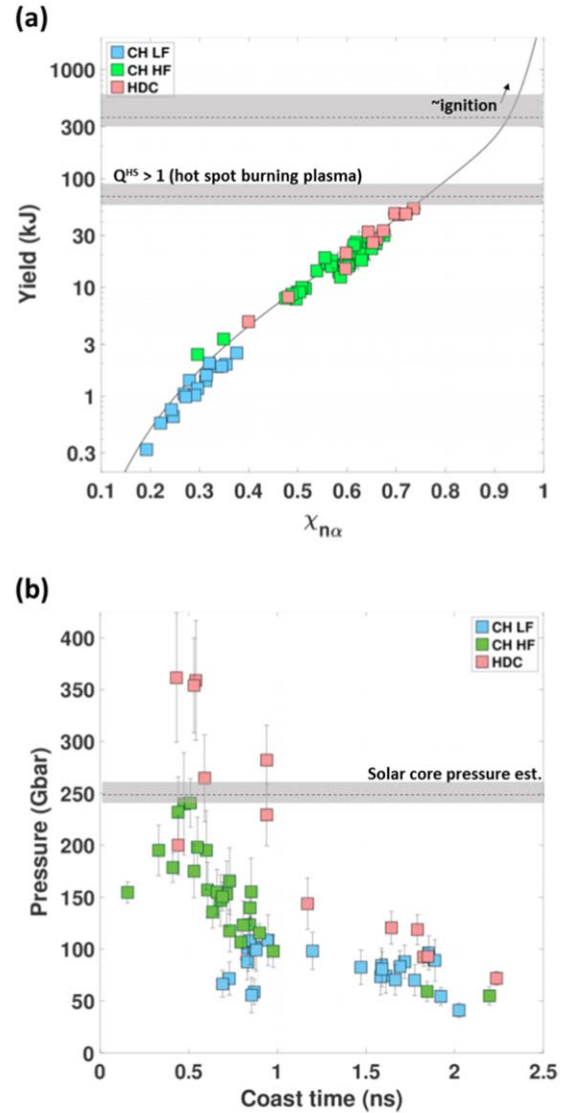 (a)
CH LF
CH HF
HDC
1000
300
100
30
10
3
1
0.3
~ignition
Q^HS > 1 (hot spot burning plasma)
Yield (kJ)
0.1 0.2 0.3 0.4 0.5 0.6 0.7 0.8 0.9 1
χnα
(b)
CH LF
CH HF
HDC
400
350
300
250
200
150
100
50
0
Solar core pressure est.
Pressure (Gbar)
0 0.5 1 1.5 2 2.5
Coast time (ns)